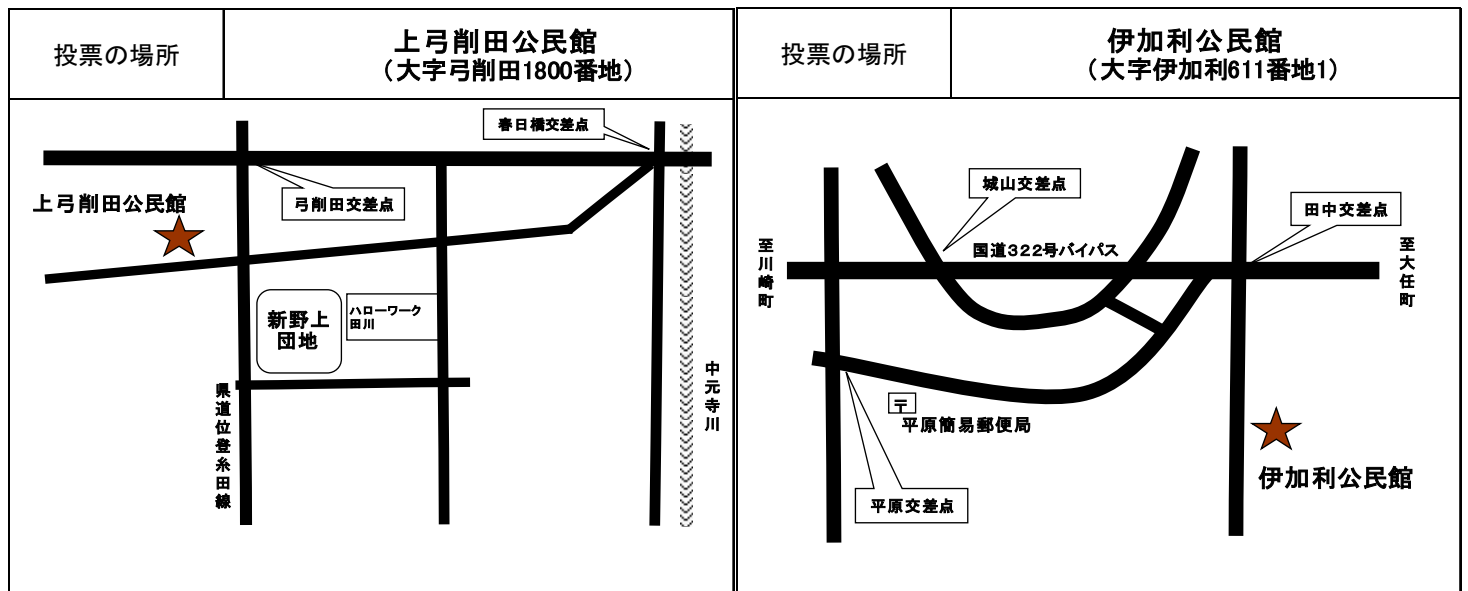 投票の場所
上弓削田公民館
（大字弓削田1800番地）
春日橋交差点
弓削田交差点
上弓削田公民館
新野上
団地
ハローワーク
田川
県道位登糸田線
中元寺川
投票の場所
伊加利公民館
（大字伊加利611番地1）
城山交差点
田中交差点
国道322号バイパス
至川崎町
至大任町
〒
平原簡易郵便局
平原交差点
伊加利公民館